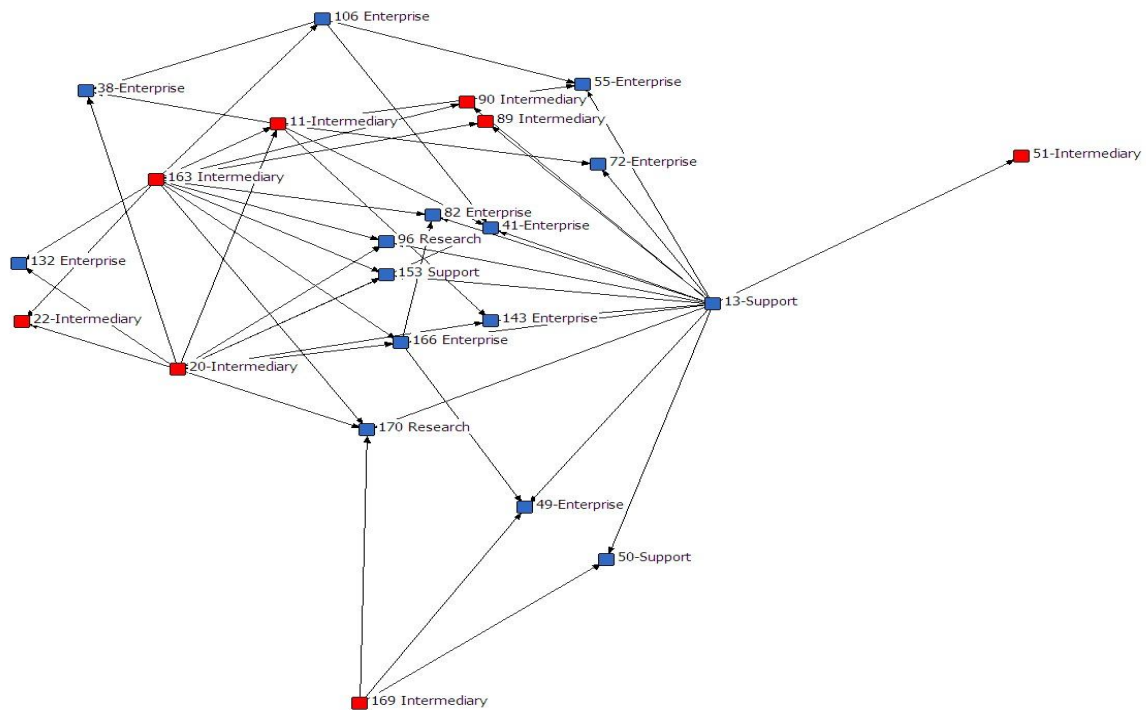 106 Enterprise
38-Enterprise
55-Enterprise
90 Intermediary
11-Intermediary
89 Intermediary
51-Intermediary
72-Enterprise
163 Intermediary
82 Enterprise
41-Enterprise
96 Research
132 Enterprise
153 Support
13-Support
22-Intermediary
143 Enterprise
166 Enterprise
20-Intermediary
170 Research
49-Enterprise
50-Support
169 Intermediary